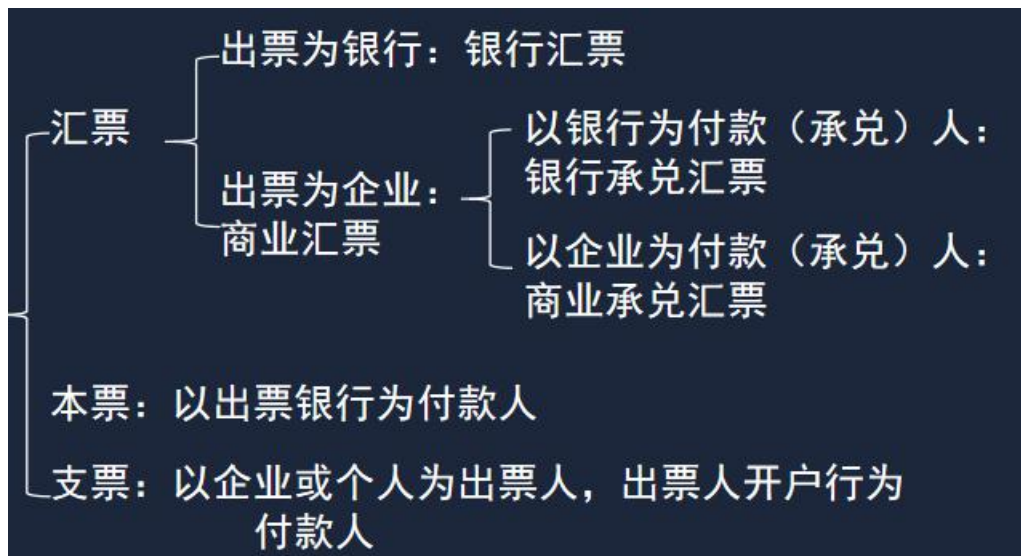 出票为银行：银行汇票
汇票
以银行为付款（承兑）人：
银行承兑汇票
出票为企业：
商业汇票
以企业为付款（承兑）人：
商业承兑汇票
本票：以出票银行为付款人
支票：以企业或个人为出票人，出票人开户行为
付款人